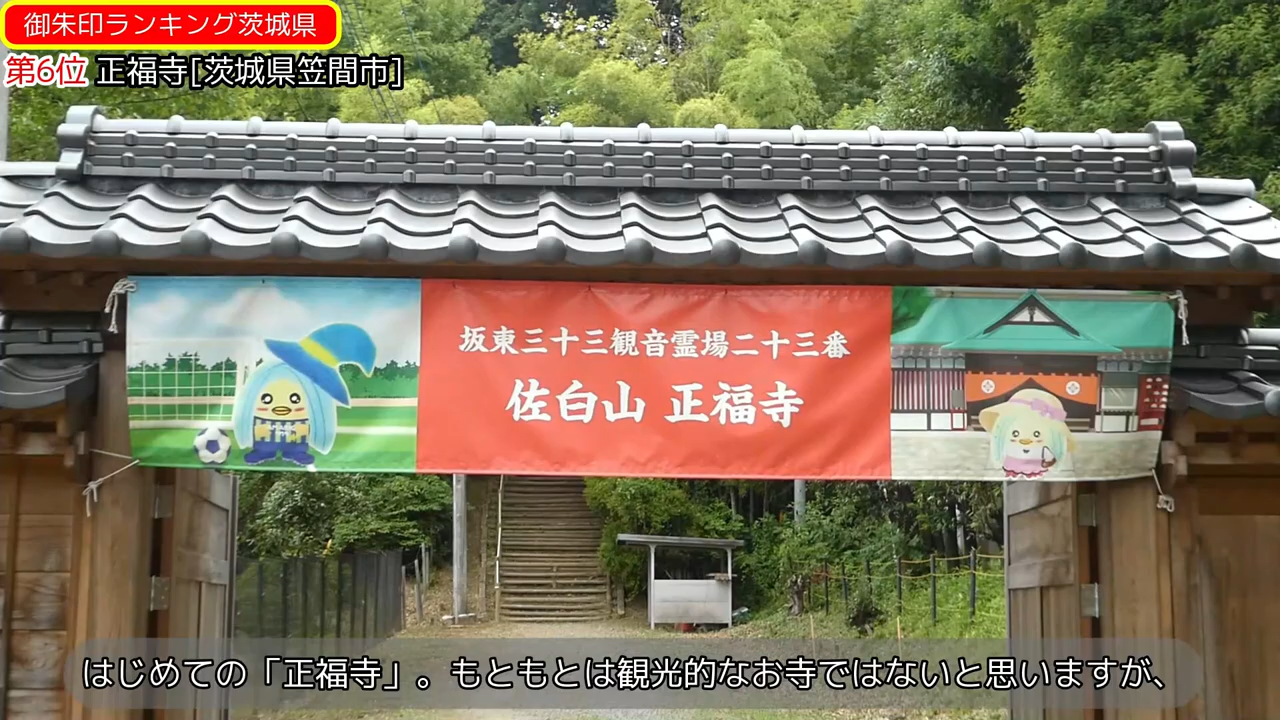 御朱印ランキング茨城県
第6位 正福寺[茨城県笠間市]
坂東三十三観音霊場二十三番
佐白山 正福寺
はじめての「正福寺」。もともとは観光的なお寺ではないと思いますが、